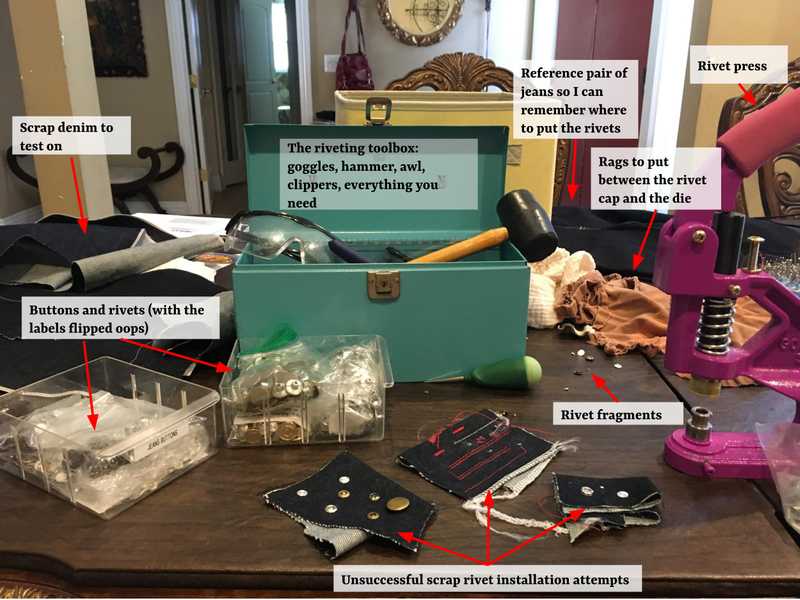 Reference pair of
jeans so I can
remember where
to put the rivets
Rivet press
Scrap denim to
test on
The riveting toolbox:
goggles, hammer, awl,
clippers, everything you
need
Rags to put
between the rivet
cap and the die
Buttons and rivets (with the
labels flipped oops)
Rivet fragments
JEANS BUTTONS
Unsuccessful scrap rivet installation attempts